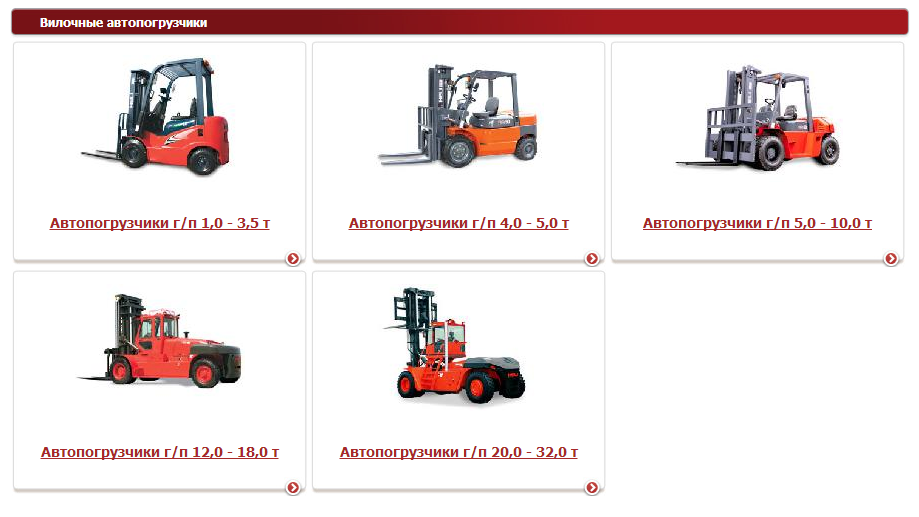 Вилочные автопогрузчики
Автопогрузчики г/п 1,0 - 3,5 т
Автопогрузчики г/п 4,0 - 5,0 т
Автопогрузчики г/п 5,0 - 10,0 т
Автопогрузчики г/п 12,0 - 18,0 т
Автопогрузчики г/п 20,0 - 32,0 т